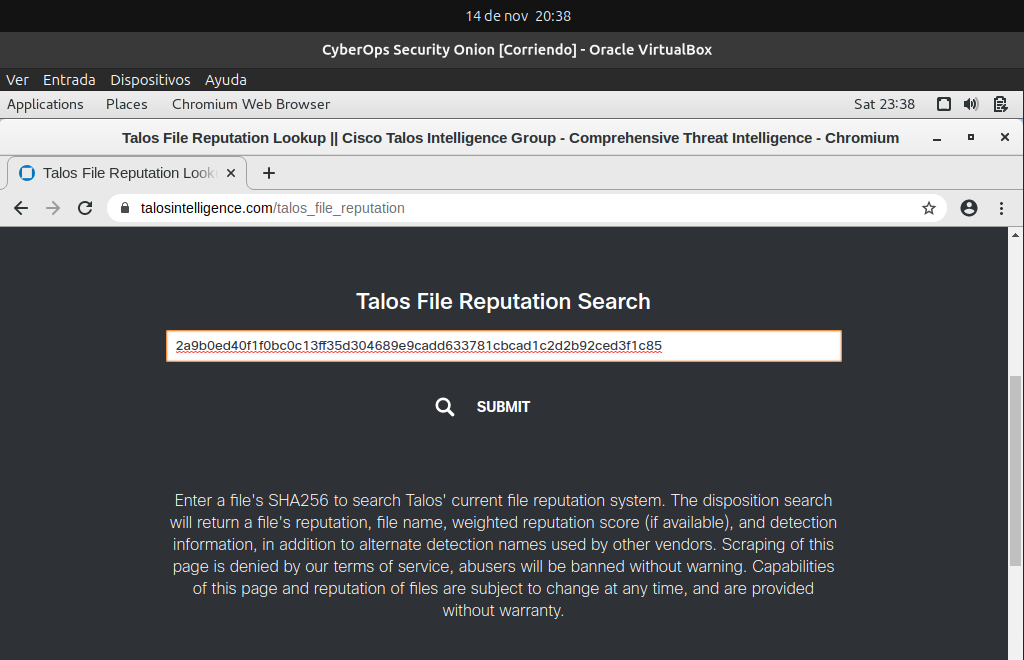 14 de nov 20:38
CyberOps Security Onion [Corriendo] - Oracle VirtualBox
Ver Entrada Dispositivos Ayuda
Applications Places Chromium Web Browser Sat 23:38
Talos File Reputation Lookup || Cisco Talos Intelligence Group - Comprehensive Threat Intelligence - Chromium
Talos File Reputation Look
talosintelligence.com/talos_file_reputation
Talos File Reputation Search
2a9b0ed40f1f0bc0c13ff35d304689e9cadd633781cbcad1c2d2b92ced3f1c85
SUBMIT
Enter a file's SHA256 to search Talos' current file reputation system. The disposition search
will return a file's reputation, file name, weighted reputation score (if available), and detection
information, in addition to alternate detection names used by other vendors. Scraping of this
page is denied by our terms of service, abusers will be banned without warning. Capabilities
of this page and reputation of files are subject to change at any time, and are provided
without warranty.